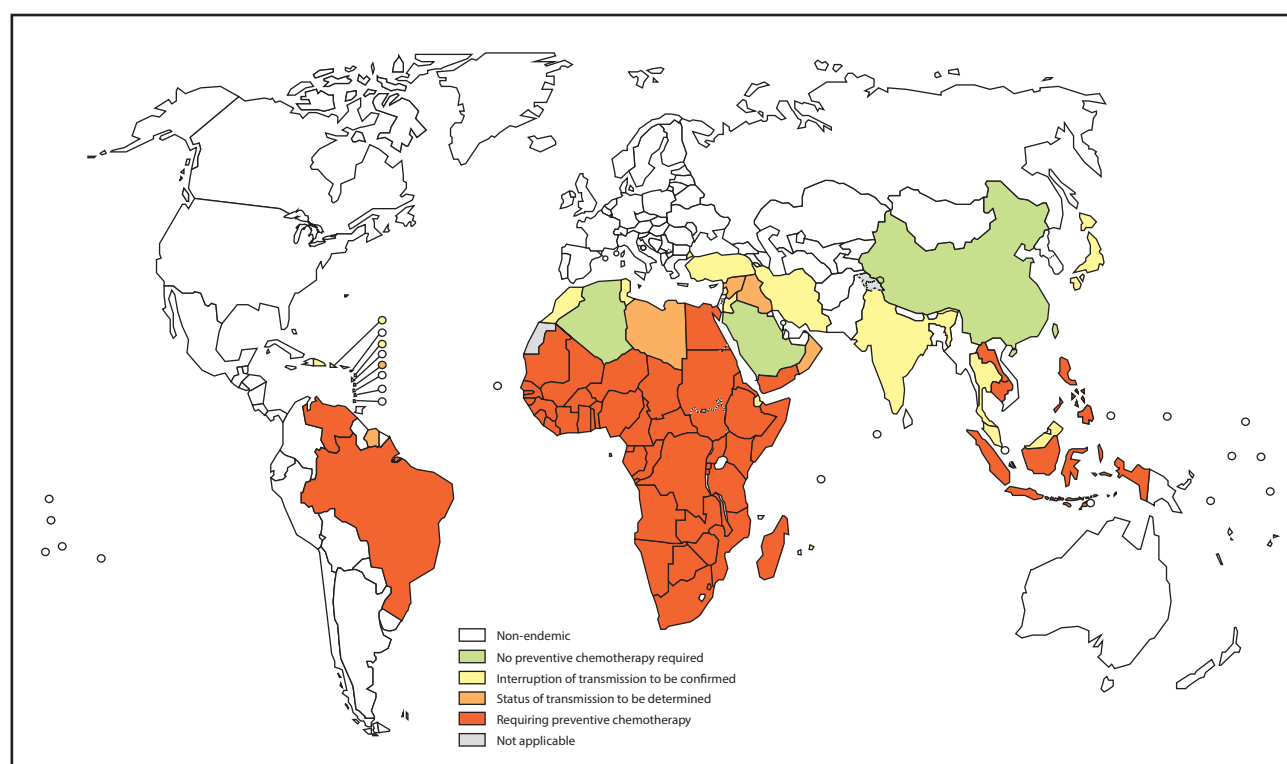 Non-endemic
No preventive chemotherapy required
Interruption of transmission to be confirmed
Status of transmission to be determined
Requiring preventive chemotherapy
Not applicable